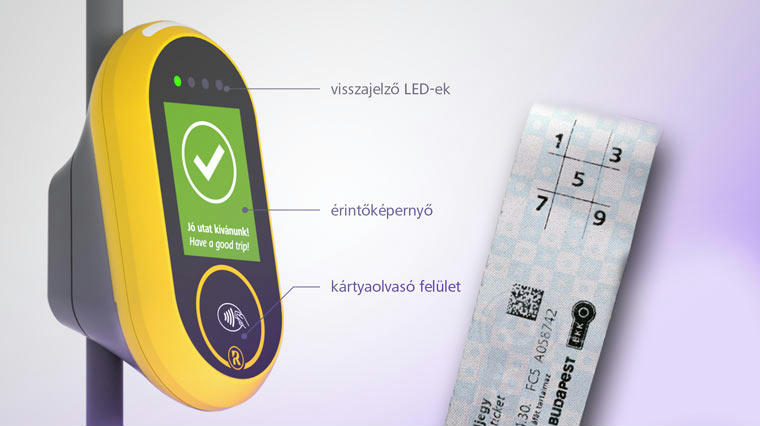 visszajelző LED-ek
érintőképernyő
kártyaolvasó felület
Jó utat kívánunk!
Have a good trip!
R
1 3
5
7 9
FC5 A058742
BKK
BUDAPEST